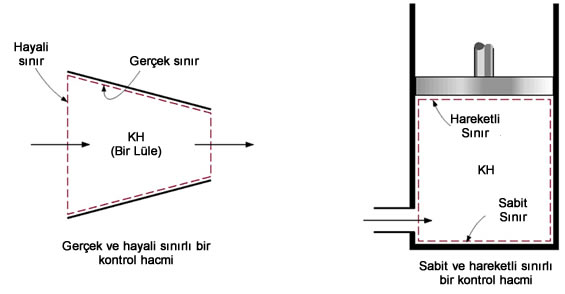 Hayali
sınır
Gerçek sınır
KH
(Bir Lüle)
Gerçek ve hayali sınırlı bir
kontrol hacmi
Hareketli
Sınır
KH
Sabit
Sınır
Sabit ve hareketli sınırlı
bir kontrol hacmi